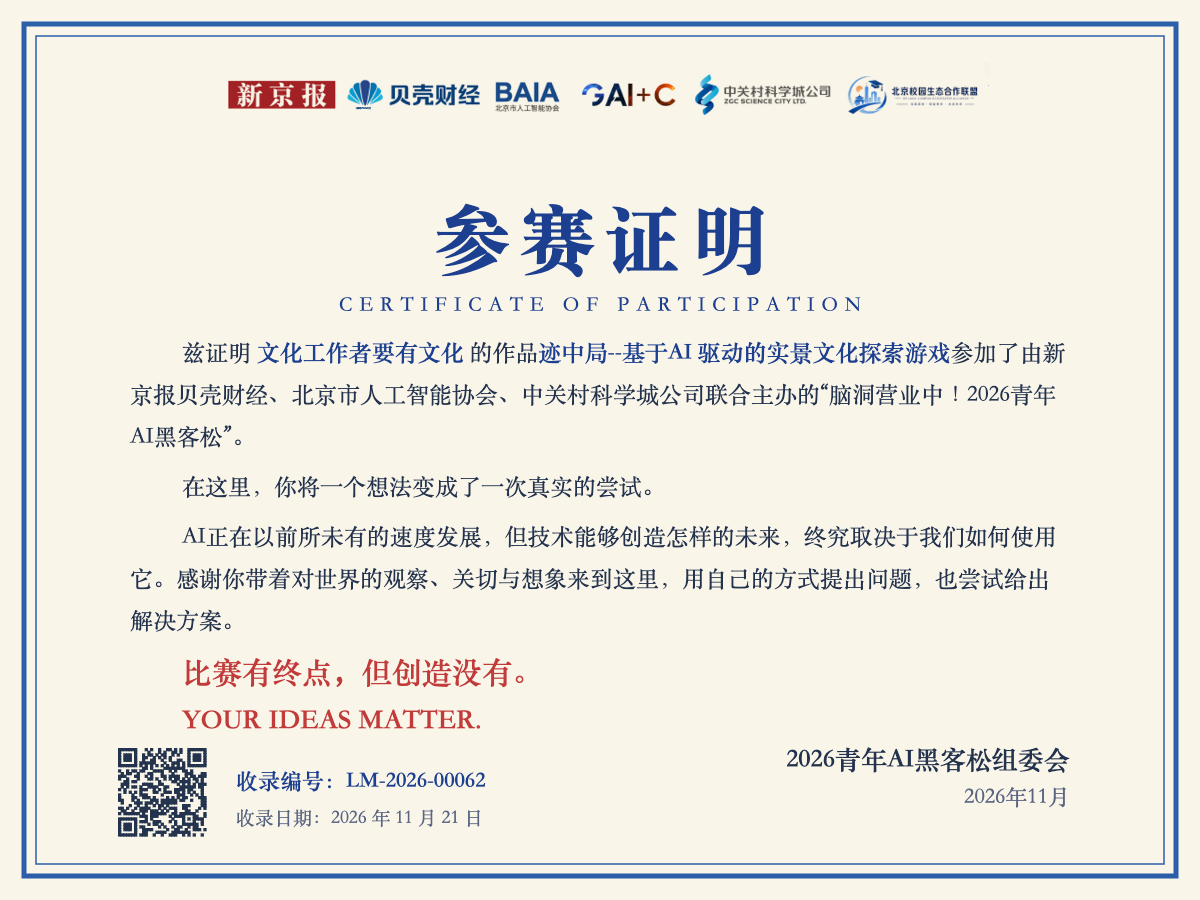 新京报 贝壳财经 BAIA 北京市人工智能协会 GAI+C 中关村科学城公司 ZGC SCIENCE CITY LTD. 北京校园生态合作联盟
参赛证明
CERTIFICATE OF PARTICIPATION
兹证明 文化工作者要有文化 的作品迹中局--基于AI 驱动的实景文化探索游戏参加了由新
京报贝壳财经、北京市人工智能协会、中关村科学城公司联合主办的“脑洞营业中！2026青年
AI黑客松”。
在这里，你将一个想法变成了一次真实的尝试。
AI正在以前所未有的速度发展，但技术能够创造怎样的未来，终究取决于我们如何使用
它。感谢你带着对世界的观察、关切与想象来到这里，用自己的方式提出问题，也尝试给出
解决方案。
比赛有终点，但创造没有。
YOUR IDEAS MATTER.
收录编号：LM-2026-00062
收录日期：2026 年 11 月 21 日
2026青年AI黑客松组委会
2026年11月